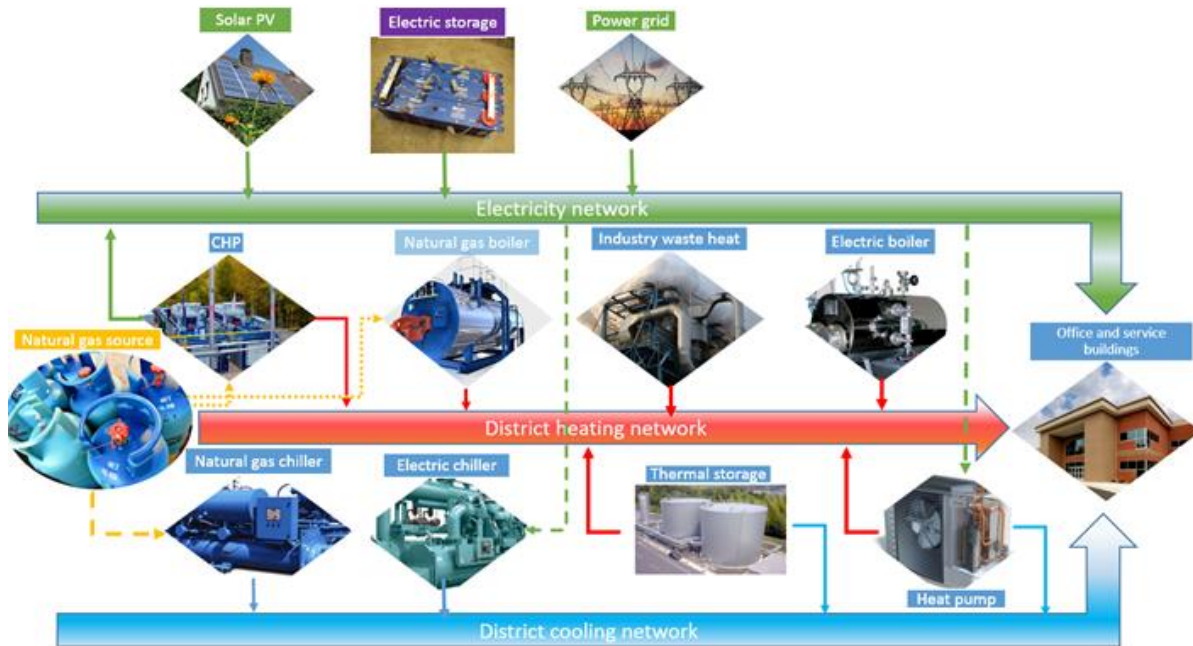 Solar PV
Electric storage
Power grid
Electricity network
CHP
Natural gas boiler
Industry waste heat
Electric boiler
Natural gas source
Office and service
buildings
District heating network
Natural gas chiller
Electric chiller
Thermal storage
Heat pump
District cooling network